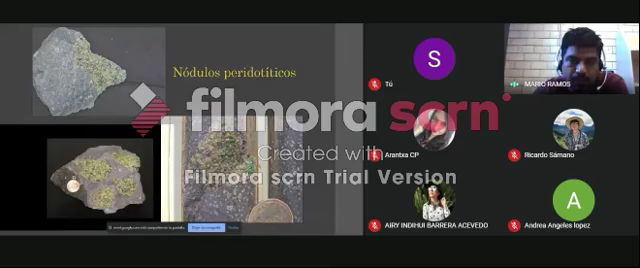 Nódulos peridotíticos
filmora scrn
Created with
Filmora scrn Trial Version
S
Tú
MARIO RAMOS
Arantxa CP
Ricardo Sámano
A
AIRY INDIHUI BARRERA ACEVEDO
Andrea Angeles lopez